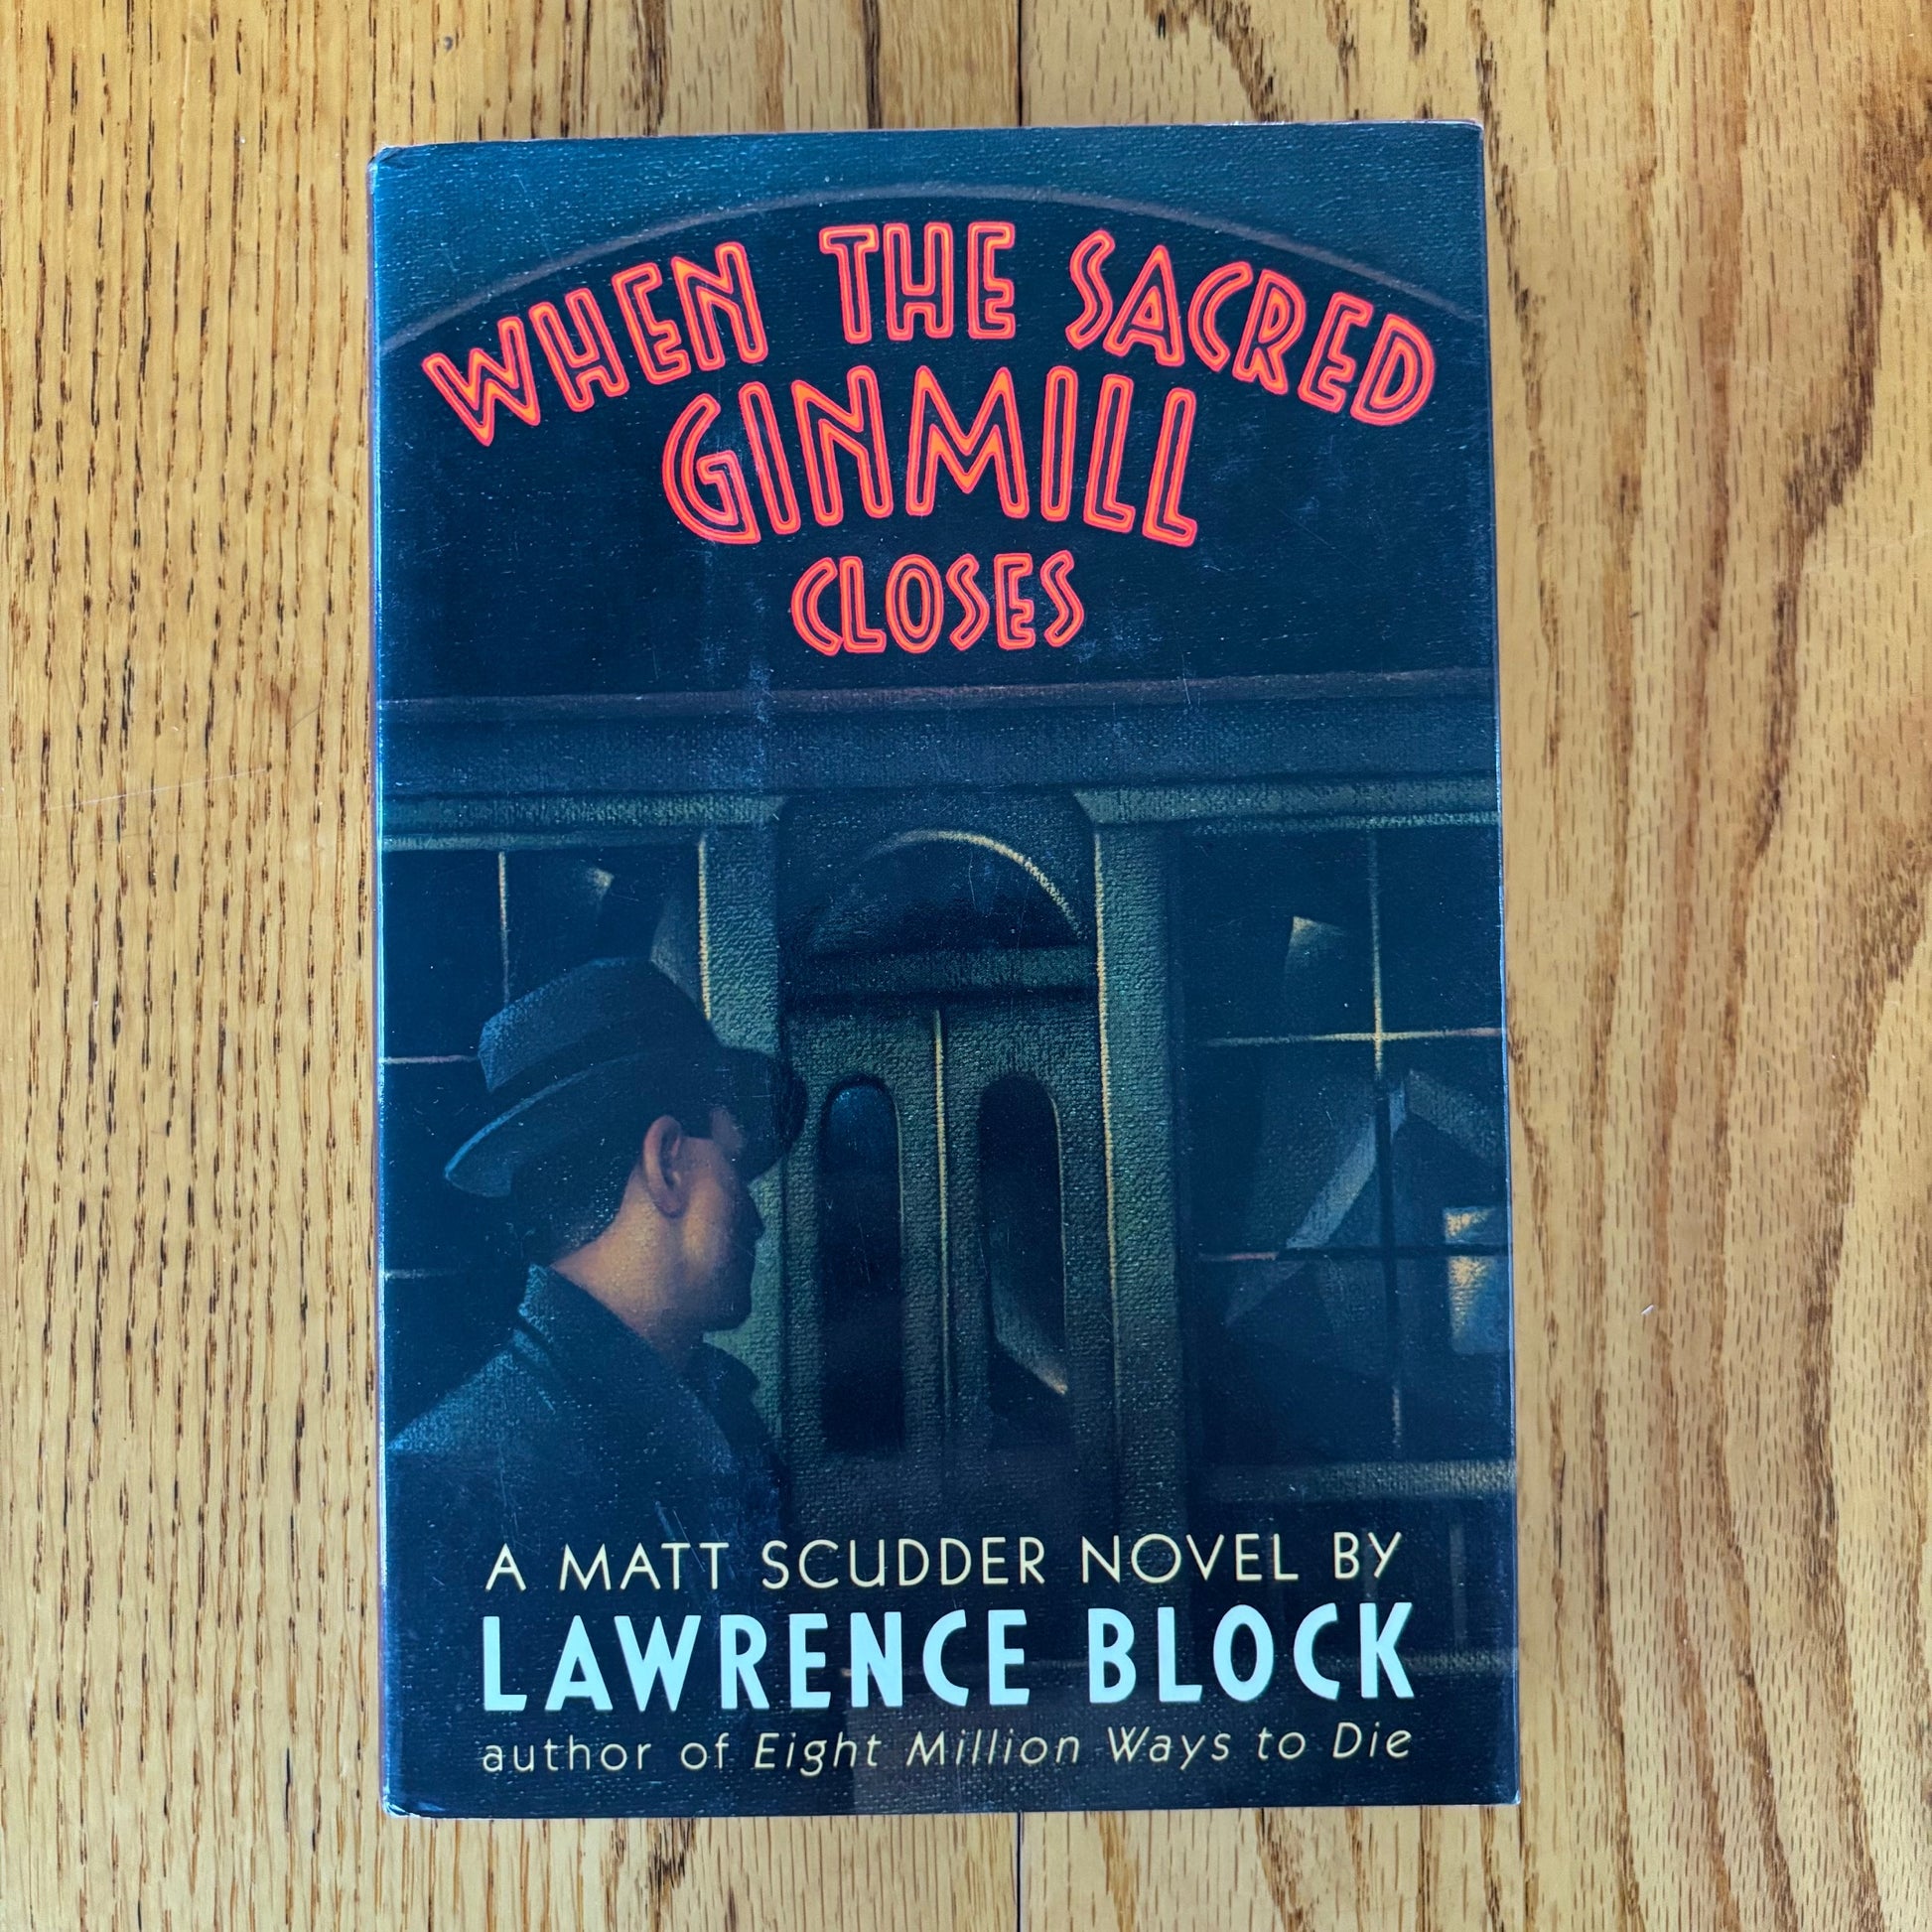 WHEN THE SACRED
GINMILL
CLOSES
A MATT SCUDDER NOVEL BY
LAWRENCE BLOCK
author of Eight Million Ways to Die